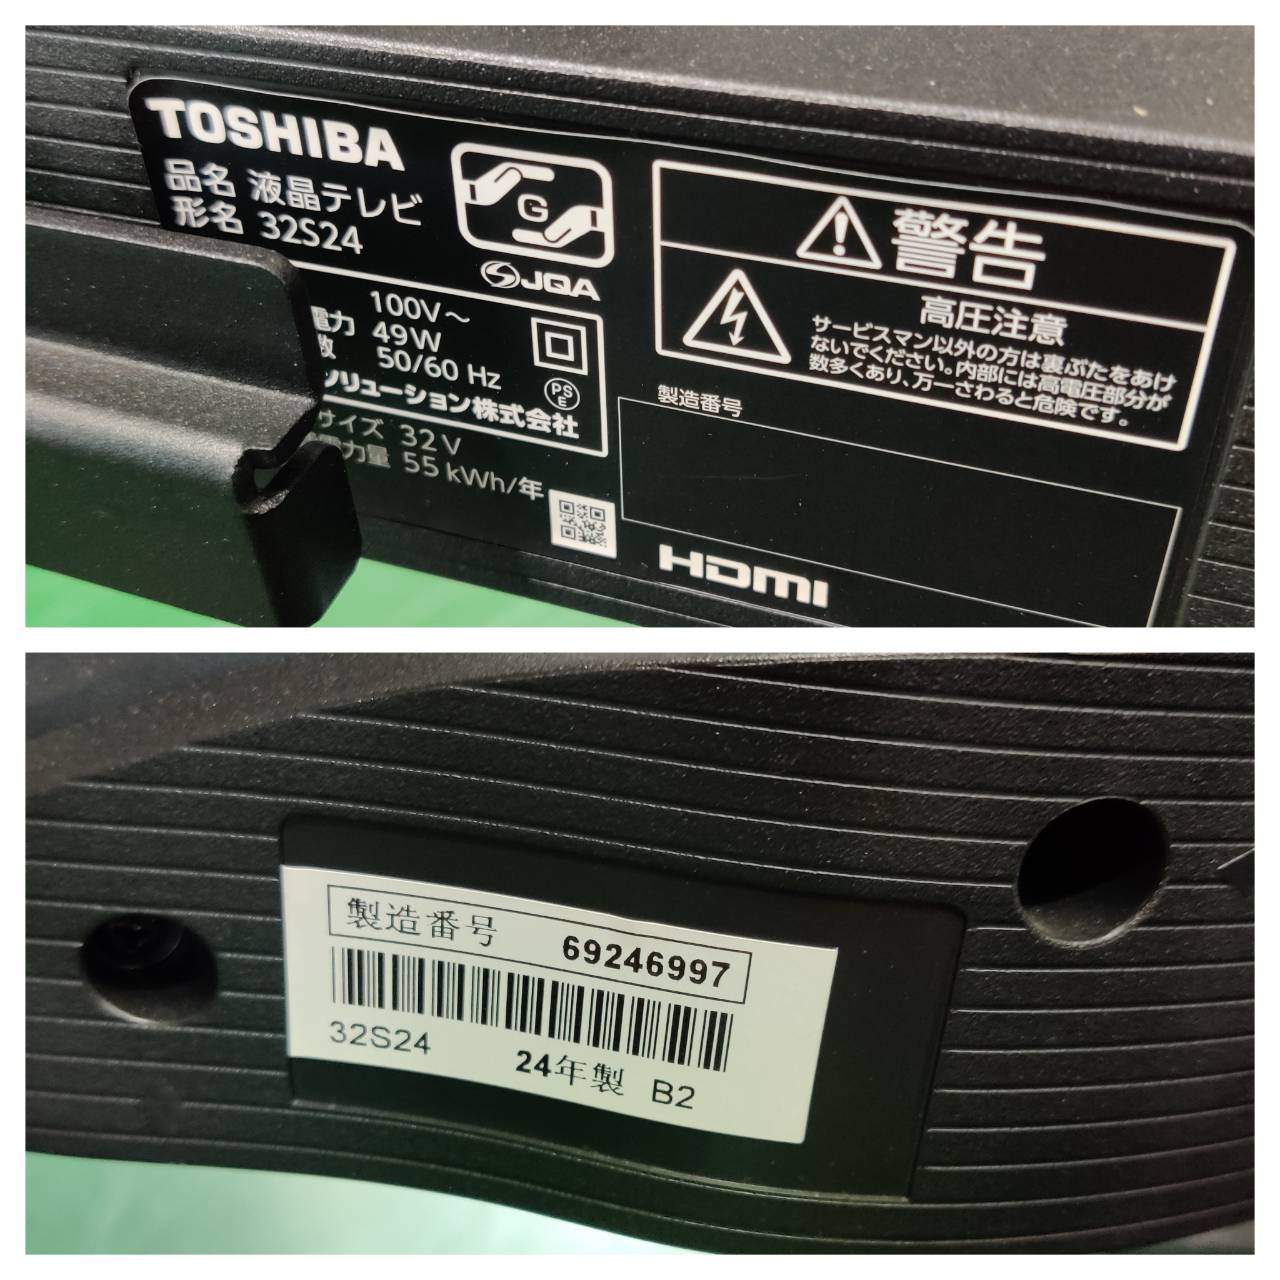 TOSHIBA
品名 液晶テレビ
形名 32S24
G
JQA
100V～
電力 49W
数 50/60 Hz
ソリューション株式会社
PS
E
サイズ 32V
電力量 55 kWh/年
警告
高圧注意
サービスマン以外の方は裏ぶたをあけ
ないでください。内部には高電圧部分が
数多くあり、万一さわると危険です。
製造番号
HDMI
製造番号 69246997
32S24 24年製 B2